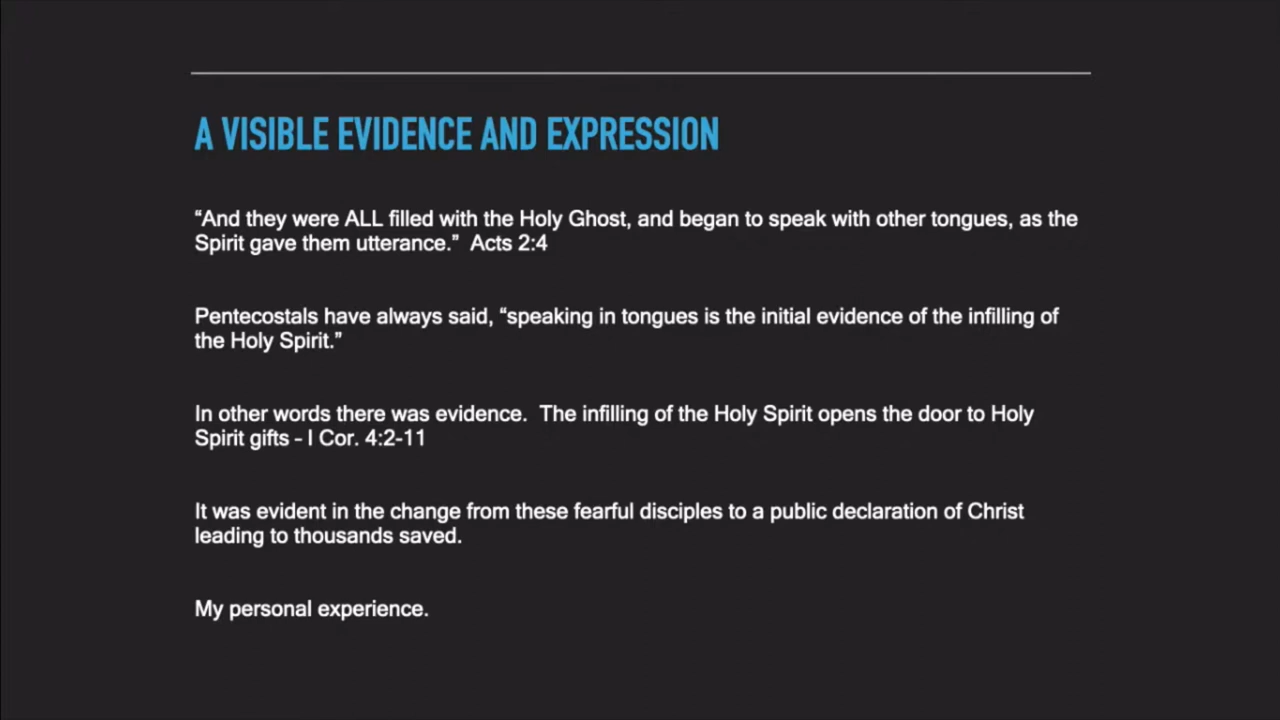 A VISIBLE EVIDENCE AND EXPRESSION
“And they were ALL filled with the Holy Ghost, and began to speak with other tongues, as the
Spirit gave them utterance.”  Acts 2:4
Pentecostals have always said, “speaking in tongues is the initial evidence of the infilling of
the Holy Spirit.”
In other words there was evidence.  The infilling of the Holy Spirit opens the door to Holy
Spirit gifts - I Cor. 4:2-11
It was evident in the change from these fearful disciples to a public declaration of Christ
leading to thousands saved.
My personal experience.